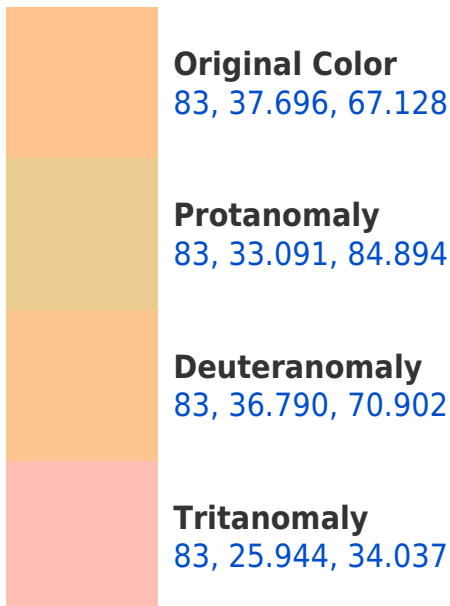 Original Color
83, 37.696, 67.128
Protanomaly
83, 33.091, 84.894
Deuteranomaly
83, 36.790, 70.902
Tritanomaly
83, 25.944, 34.037